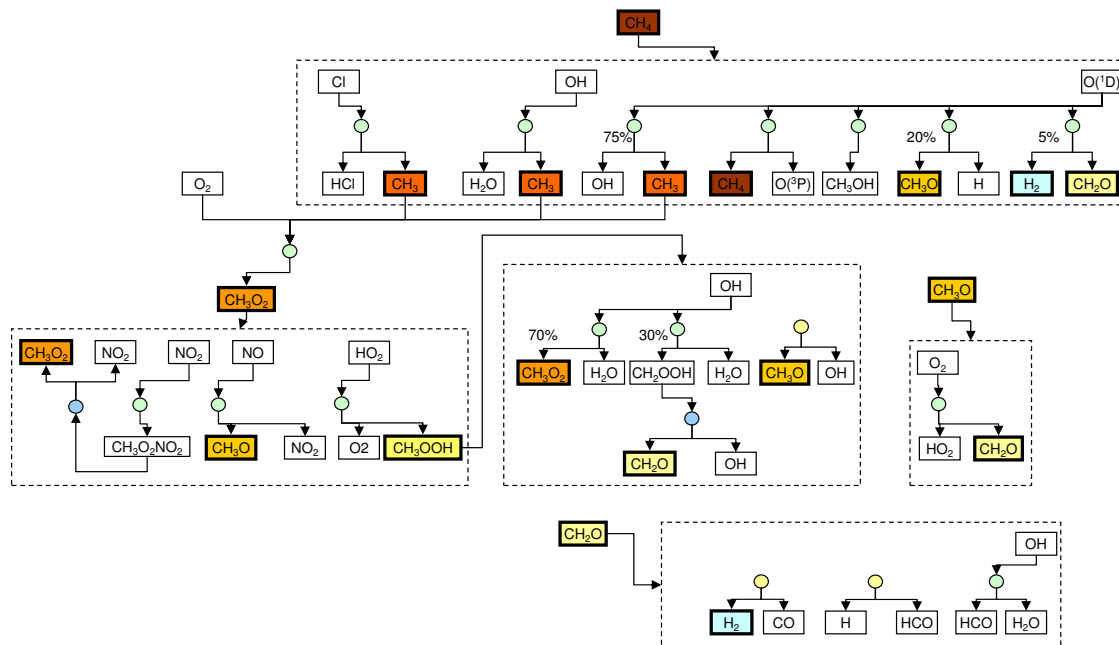 CH₄
Cl OH O(¹D)
75% 20% 5%
HCl CH₃ H₂O CH₃ OH CH₃ CH₄ O(³P) CH₃OH CH₃O H H₂ CH₂O
O₂
CH₃O₂
OH
CH₃O
CH₃O₂ NO₂ NO₂ NO HO₂
70% 30%
O₂
CH₃O₂ H₂O CH₂OOH H₂O CH₃O OH
CH₃O₂NO₂ CH₃O NO₂ O2 CH₃OOH
HO₂ CH₂O
CH₂O OH
CH₂O
OH
H₂ CO H HCO HCO H₂O